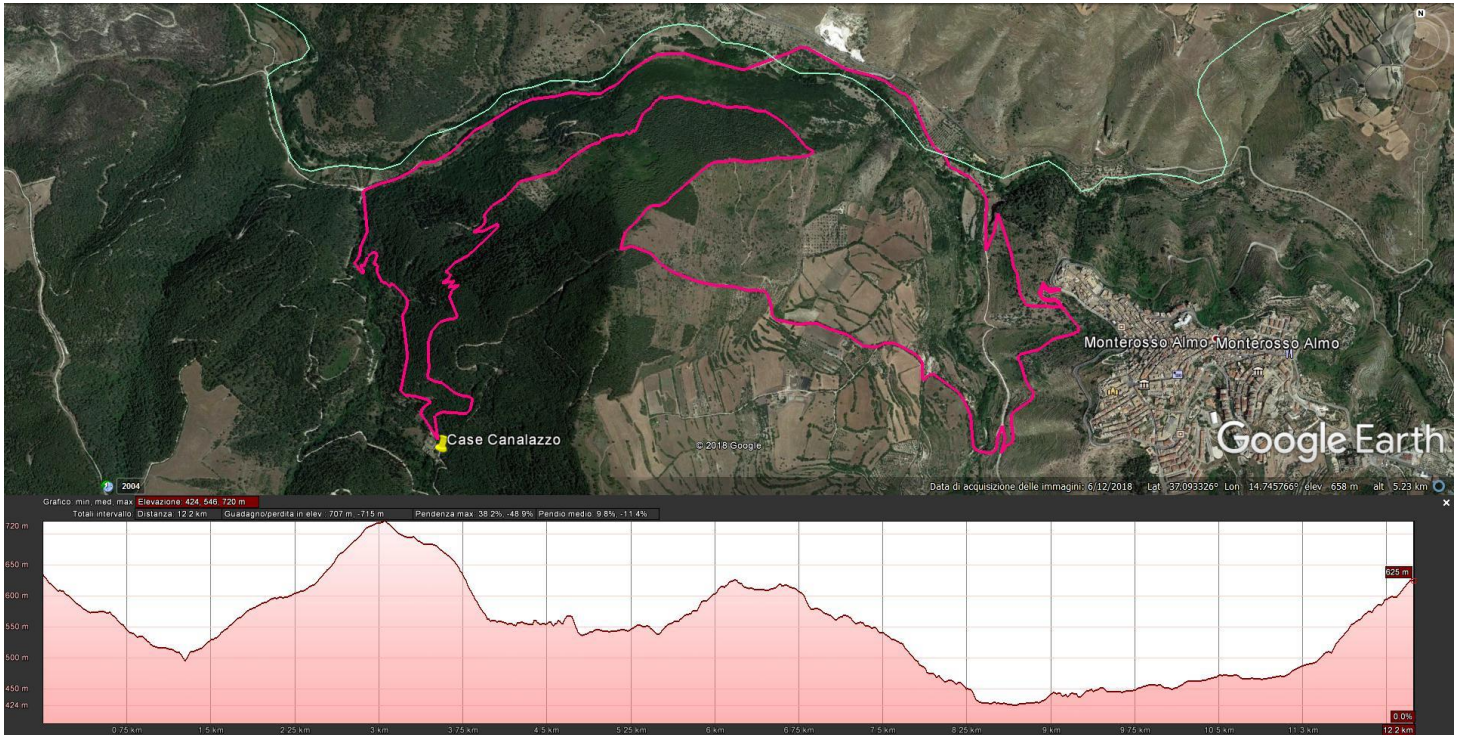 N
Monterosso Almo
Monterosso Almo
Case Canalazzo
© 2018 Google
Google Earth
2004
Data di acquisizione delle immagini: 6/12/2018 Lat 37.093326° Lon 14.745766° elev 658 m alt 5.23 km
Grafico: min, med, max Elevazione: 424, 546, 720 m
Totali intervallo: Distanza: 12.2 km Guadagno/perdita in elev.: 707 m, -715 m Pendenza max: 38.2%, -48.9% Pendio medio: 9.8%, -11.4%
720 m
650 m
600 m
550 m
500 m
450 m
424 m
625 m
0.0%
0.75 km 1.5 km 2.25 km 3 km 3.75 km 4.5 km 5.25 km 6 km 6.75 km 7.5 km 8.25 km 9 km 9.75 km 10.5 km 11.3 km 12.2 km